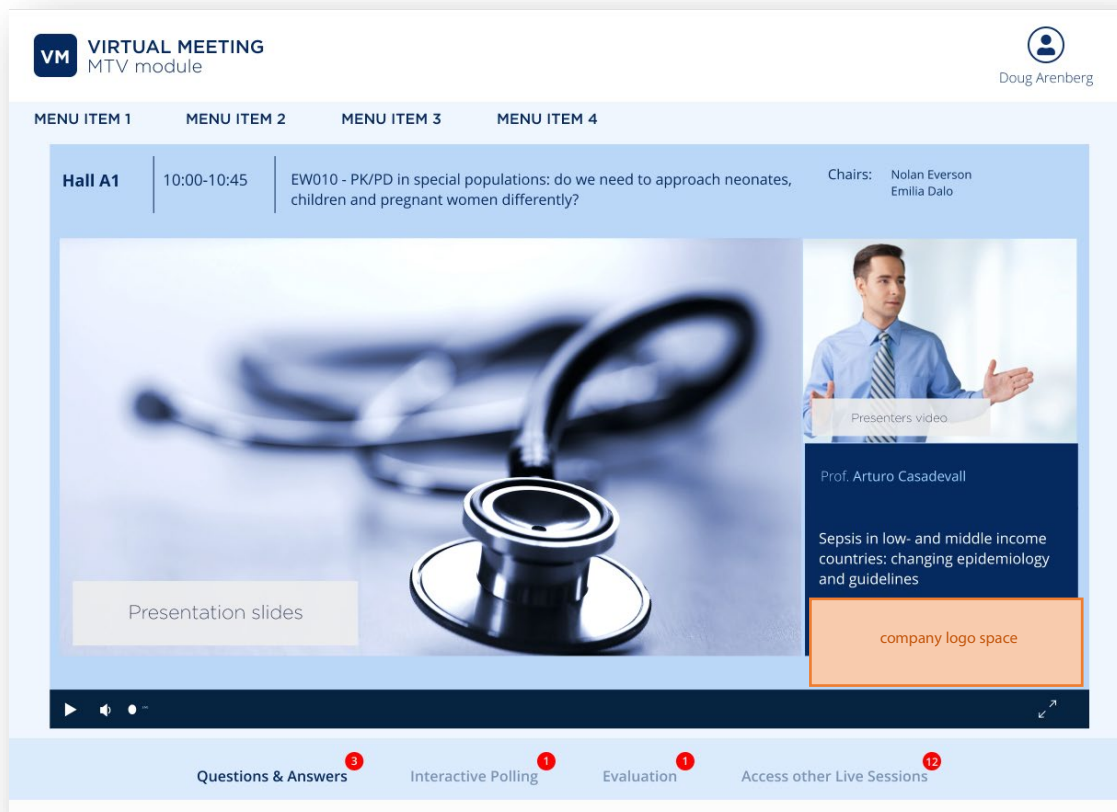 VM
VIRTUAL MEETING
MTV module
Doug Arenberg
MENU ITEM 1 MENU ITEM 2 MENU ITEM 3 MENU ITEM 4
Hall A1
10:00-10:45
EW010 - PK/PD in special populations: do we need to approach neonates,
children and pregnant women differently?
Chairs: Nolan Everson
Emilia Dalo
Presenters video
Prof. Arturo Casadevall
Sepsis in low- and middle income
countries: changing epidemiology
and guidelines
Presentation slides
company logo space
Questions & Answers 3 Interactive Polling 1 Evaluation 1 Access other Live Sessions 12